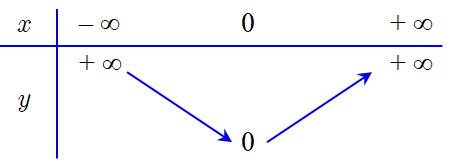 x −∞ 0 +∞
+∞ +∞
y
0